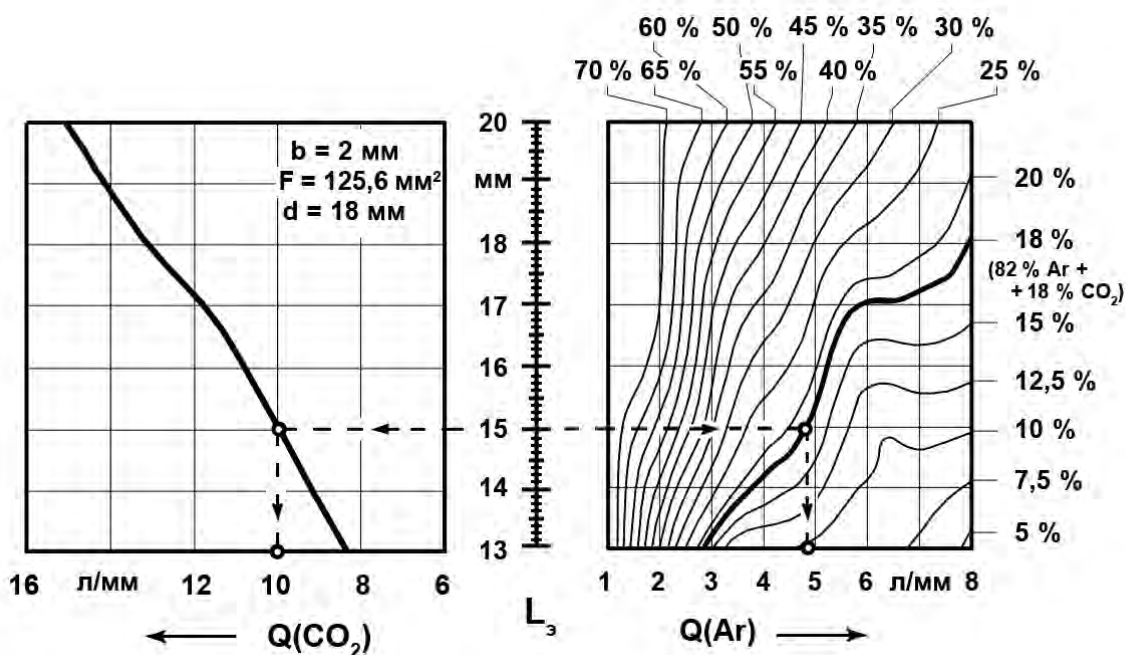 60 % 50 % 45 % 35 % 30 %
70 % 65 % 55 % 40 % 25 %
b = 2 мм
F = 125,6 мм²
d = 18 мм
20
мм
18
17
16
15
14
13
20 %
18 %
(82 % Ar +
+ 18 % CO₂)
15 %
12,5 %
10 %
7,5 %
5 %
16 л/мм 12 10 8 6
1 2 3 4 5 л/мм 8
Q(CO₂)
Lэ
Q(Ar)